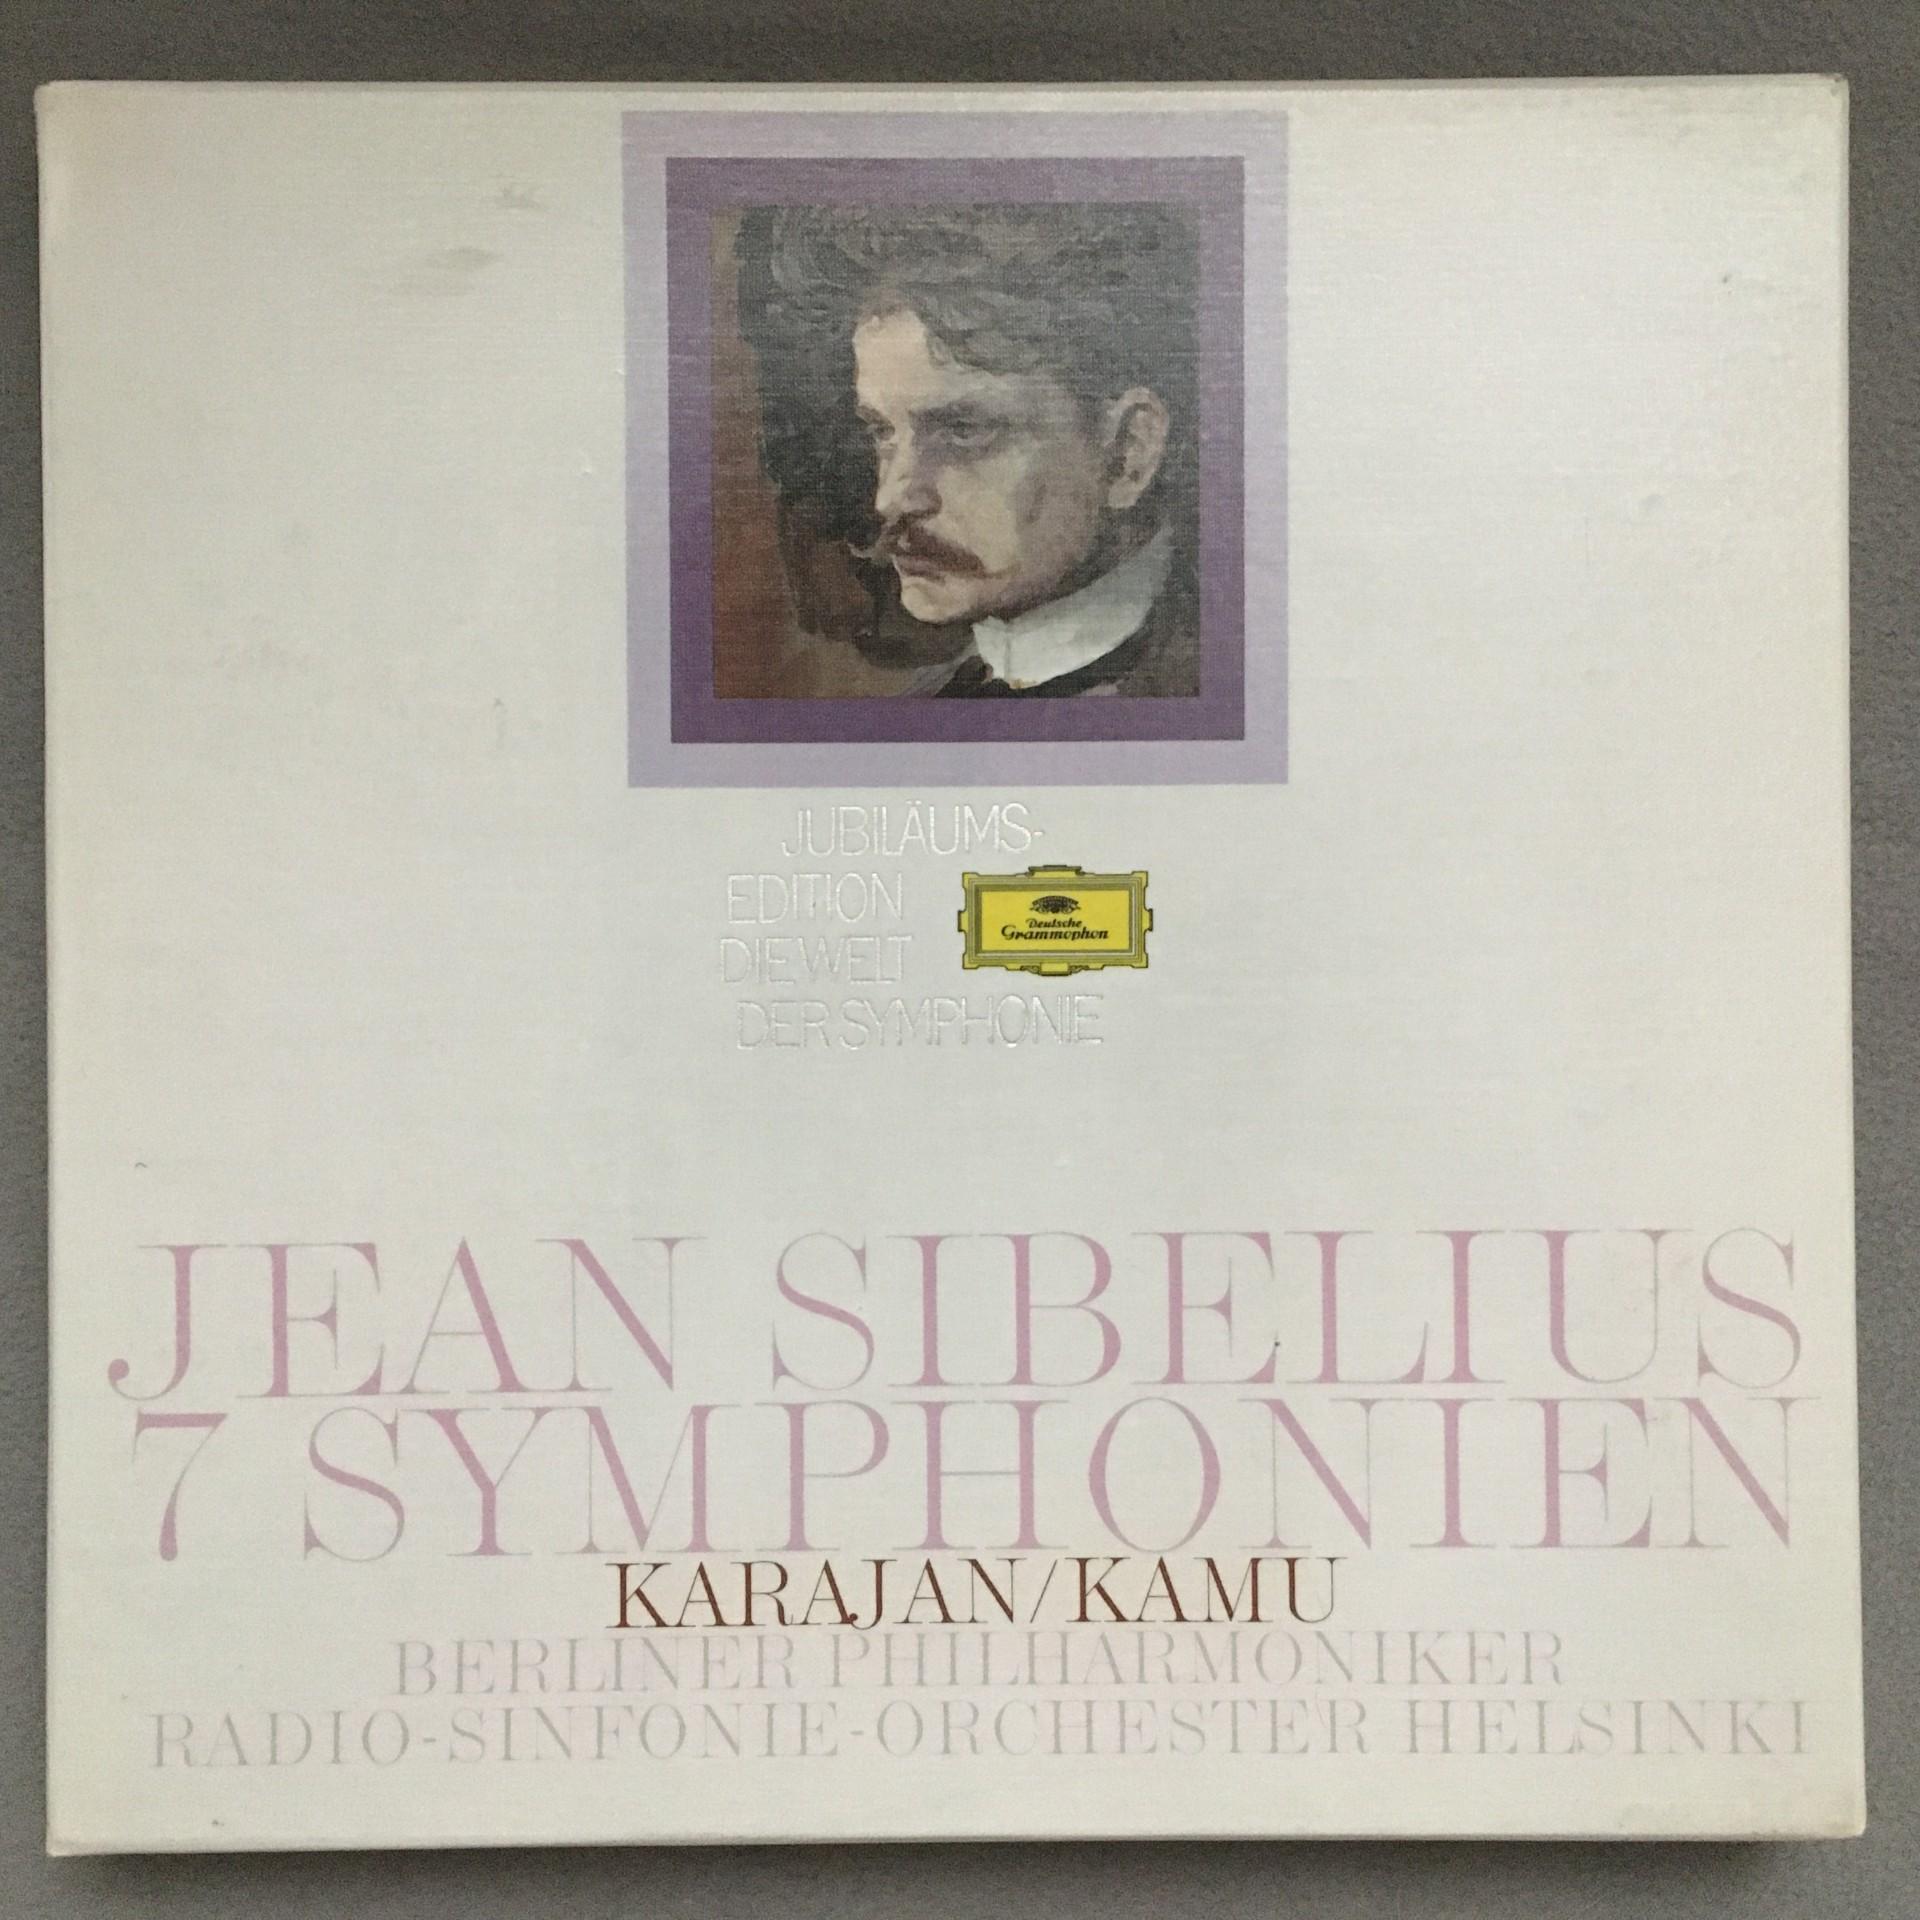 JUBILÄUMS-
EDITION
DIE WELT
DER SYMPHONIE
Deutsche
Grammophon
JEAN SIBELIUS
7 SYMPHONIEN
KARAJAN/KAMU
BERLINER PHILHARMONIKER
RADIO-SINFONIE-ORCHESTER HELSINKI